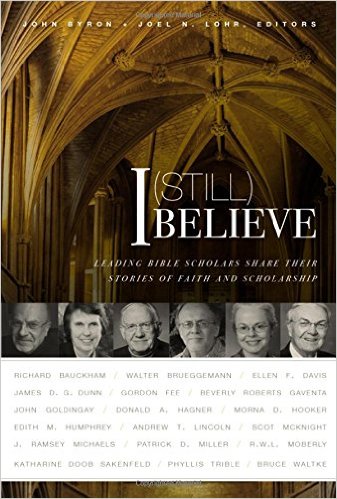 JOHN BYRON • JOEL N. LOHR, EDITORS
I (STILL)
BELIEVE
LEADING BIBLE SCHOLARS SHARE THEIR
STORIES OF FAITH AND SCHOLARSHIP
RICHARD BAUCKHAM / WALTER BRUEGGEMANN / ELLEN F. DAVIS
JAMES D. G. DUNN / GORDON FEE / BEVERLY ROBERTS GAVENTA
JOHN GOLDINGAY / DONALD A. HAGNER / MORNA D. HOOKER
EDITH M. HUMPHREY / ANDREW T. LINCOLN / SCOT MCKNIGHT
J. RAMSEY MICHAELS / PATRICK D. MILLER / R.W.L. MOBERLY
KATHARINE DOOB SAKENFELD / PHYLLIS TRIBLE / BRUCE WALTKE